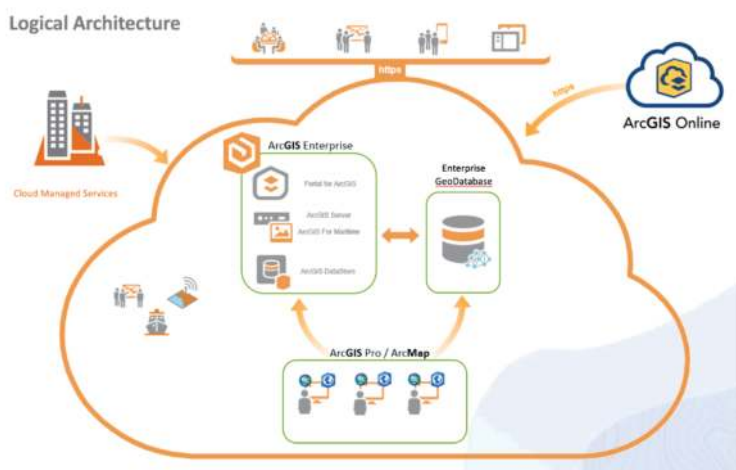 Logical Architecture
https
https
ArcGIS Online
Cloud Managed Services
ArcGIS Enterprise
Portal for ArcGIS
ArcGIS Server
ArcGIS For Maritime
ArcGIS DataStore
Enterprise
GeoDatabase
ArcGIS Pro / ArcMap